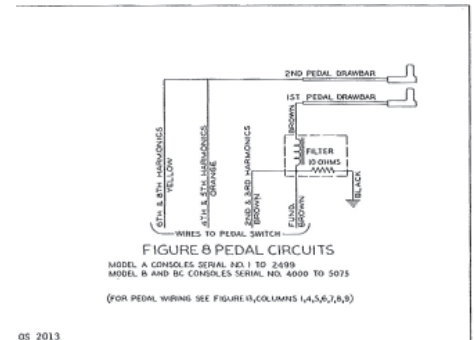 2ND PEDAL DRAWBAR
1ST PEDAL DRAWBAR
BROWN
FILTER
10 OHMS
BLACK
6TH & 8TH HARMONICS
YELLOW
4TH & 5TH HARMONICS
ORANGE
2ND & 3RD HARMONICS
BROWN
FUND.
BROWN
WIRES TO PEDAL SWITCH
FIGURE 8 PEDAL CIRCUITS
MODEL A CONSOLES SERIAL NO. 1 TO 2499
MODEL B AND BC CONSOLES SERIAL NO. 4000 TO 5075
(FOR PEDAL WIRING SEE FIGURE 13, COLUMNS 1,4,5,6,7,8,9)
QS 2013